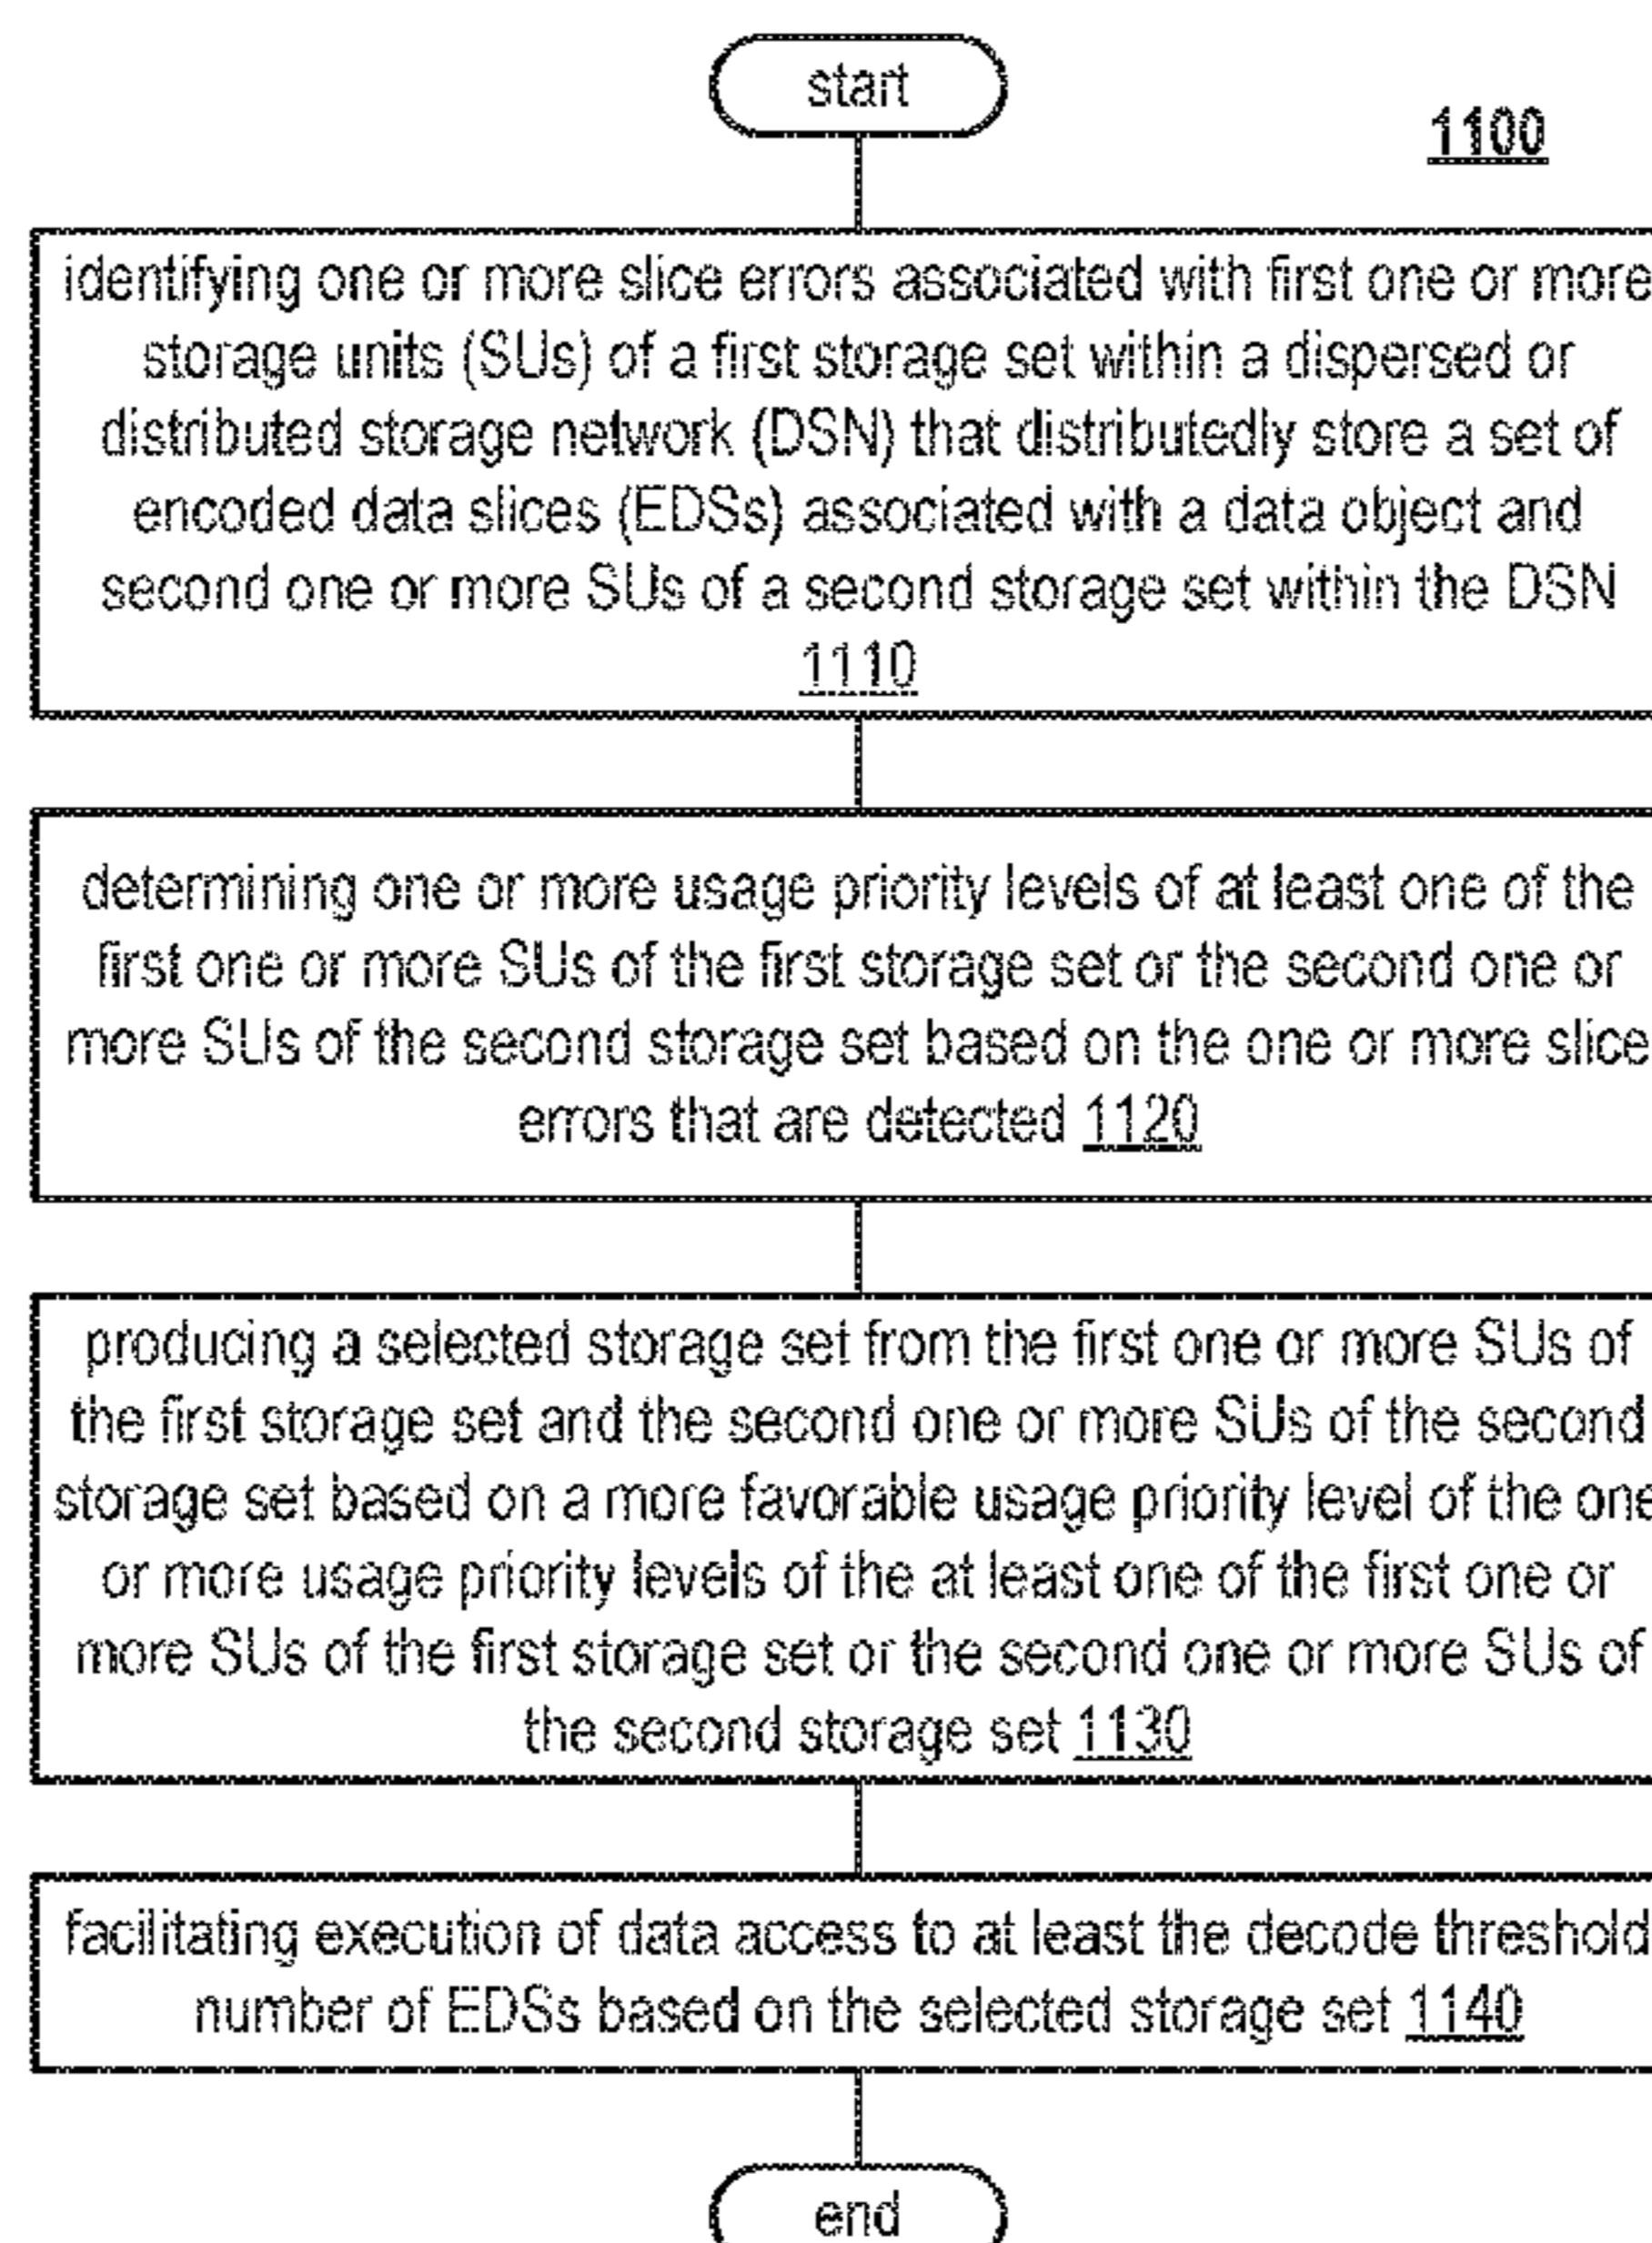 start
1100
identifying one or more slice errors associated with first one or more
storage units (SUs) of a first storage set within a dispersed or
distributed storage network (DSN) that distributedly store a set of
encoded data slices (EDSs) associated with a data object and
second one or more SUs of a second storage set within the DSN
1110
determining one or more usage priority levels of at least one of the
first one or more SUs of the first storage set or the second one or
more SUs of the second storage set based on the one or more slice
errors that are detected 1120
producing a selected storage set from the first one or more SUs of
the first storage set and the second one or more SUs of the second
storage set based on a more favorable usage priority level of the one
or more usage priority levels of the at least one of the first one or
more SUs of the first storage set or the second one or more SUs of
the second storage set 1130
facilitating execution of data access to at least the decode threshold
number of EDSs based on the selected storage set 1140
end